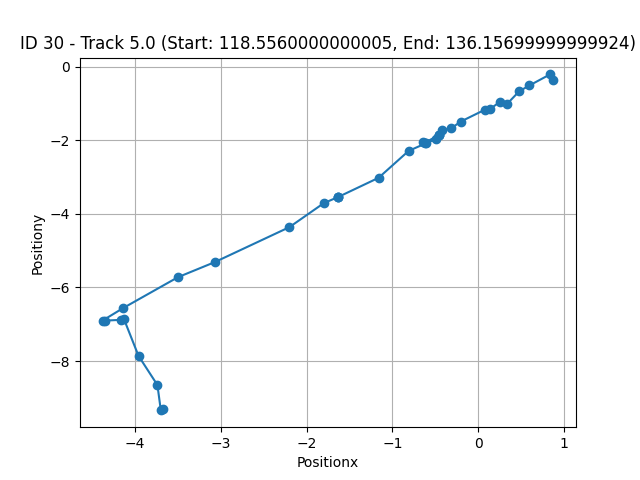 ID 30 - Track 5.0 (Start: 118.5560000000005, End: 136.15699999999924)
0
−2
−4
−6
−8
Positiony
−4 −3 −2 −1 0 1
Positionx